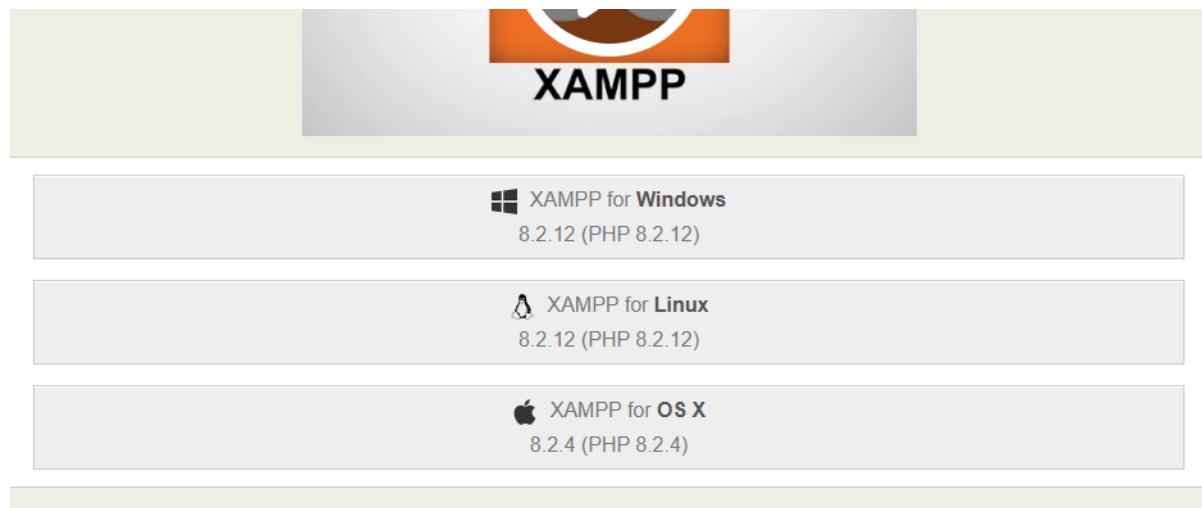 XAMPP
XAMPP for Windows
8.2.12 (PHP 8.2.12)
XAMPP for Linux
8.2.12 (PHP 8.2.12)
XAMPP for OS X
8.2.4 (PHP 8.2.4)